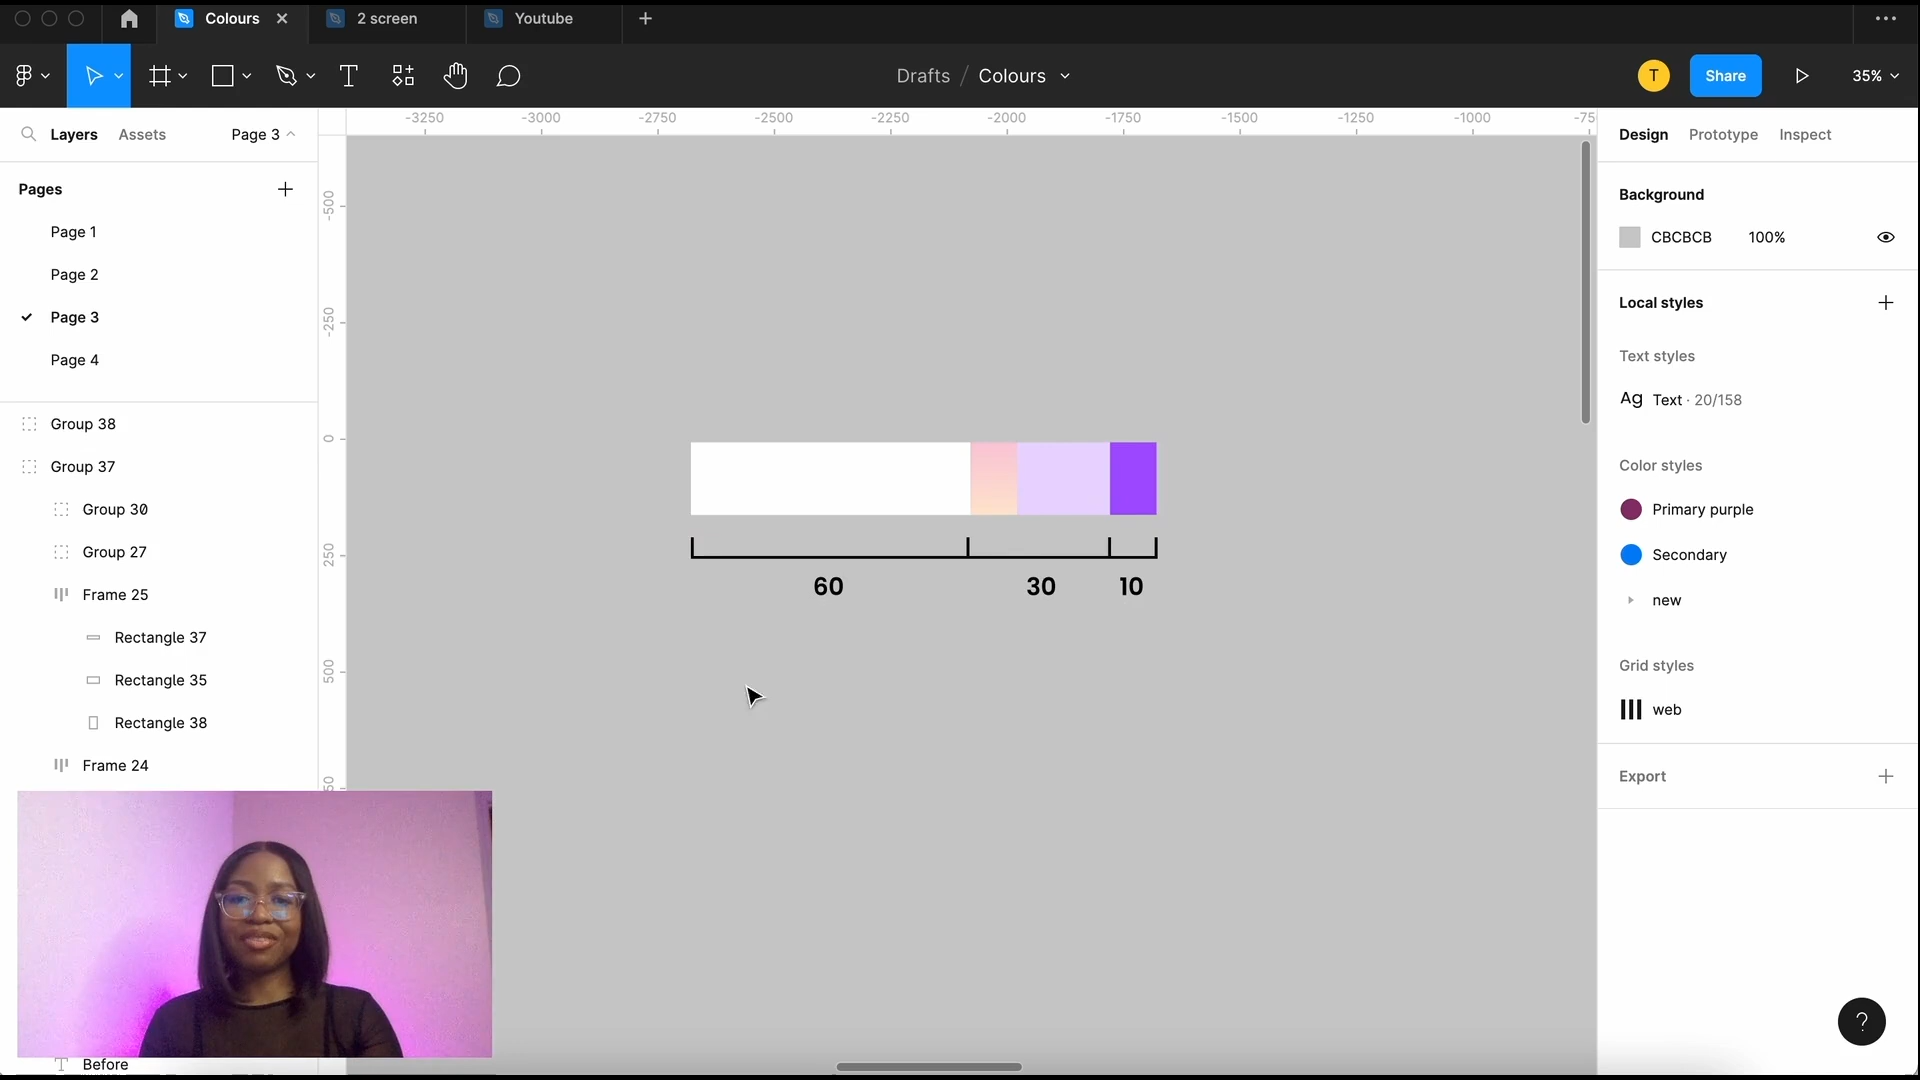 Colours
2 screen
Youtube
Drafts / Colours
T
Share
35%
Layers Assets Page 3
-3250 -3000 -2750 -2500 -2250 -2000 -1750 -1500 -1250 -1000 -75
Design Prototype Inspect
Pages
Page 1
Page 2
Page 3
Page 4
Group 38
Group 37
Group 30
Group 27
Frame 25
Rectangle 37
Rectangle 35
Rectangle 38
Frame 24
Before
-500
-250
0
250
500
50
60 30 10
Background
CBCBCB 100%
Local styles
Text styles
Ag Text · 20/158
Color styles
Primary purple
Secondary
new
Grid styles
web
Export
?